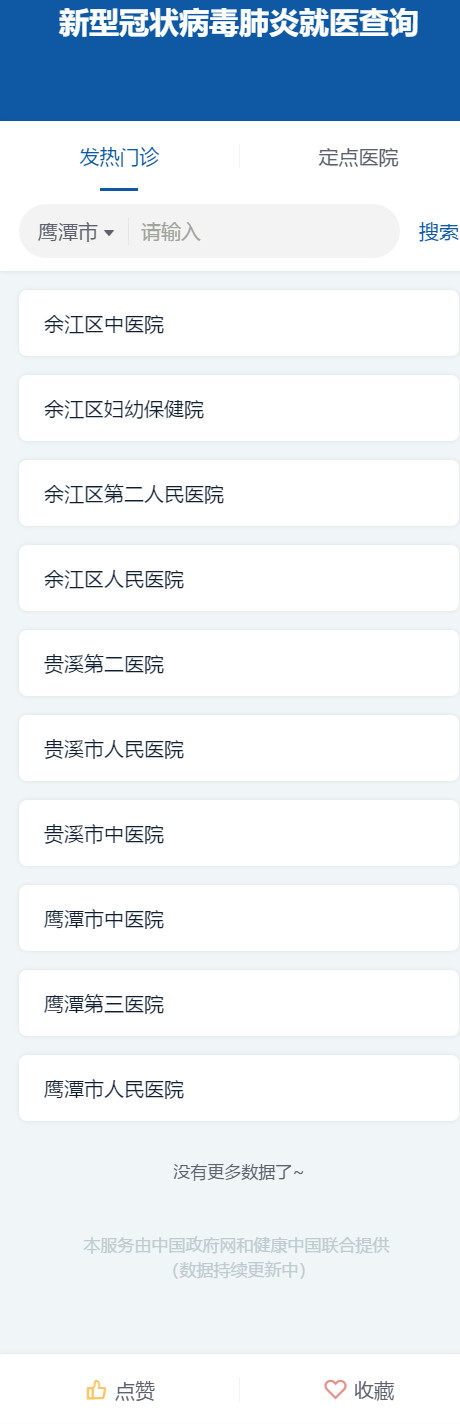 新型冠状病毒肺炎就医查询
发热门诊
定点医院
鹰潭市
请输入
搜索
余江区中医院
余江区妇幼保健院
余江区第二人民医院
余江区人民医院
贵溪第二医院
贵溪市人民医院
贵溪市中医院
鹰潭市中医院
鹰潭第三医院
鹰潭市人民医院
没有更多数据了~
本服务由中国政府网和健康中国联合提供
（数据持续更新中）
点赞
收藏